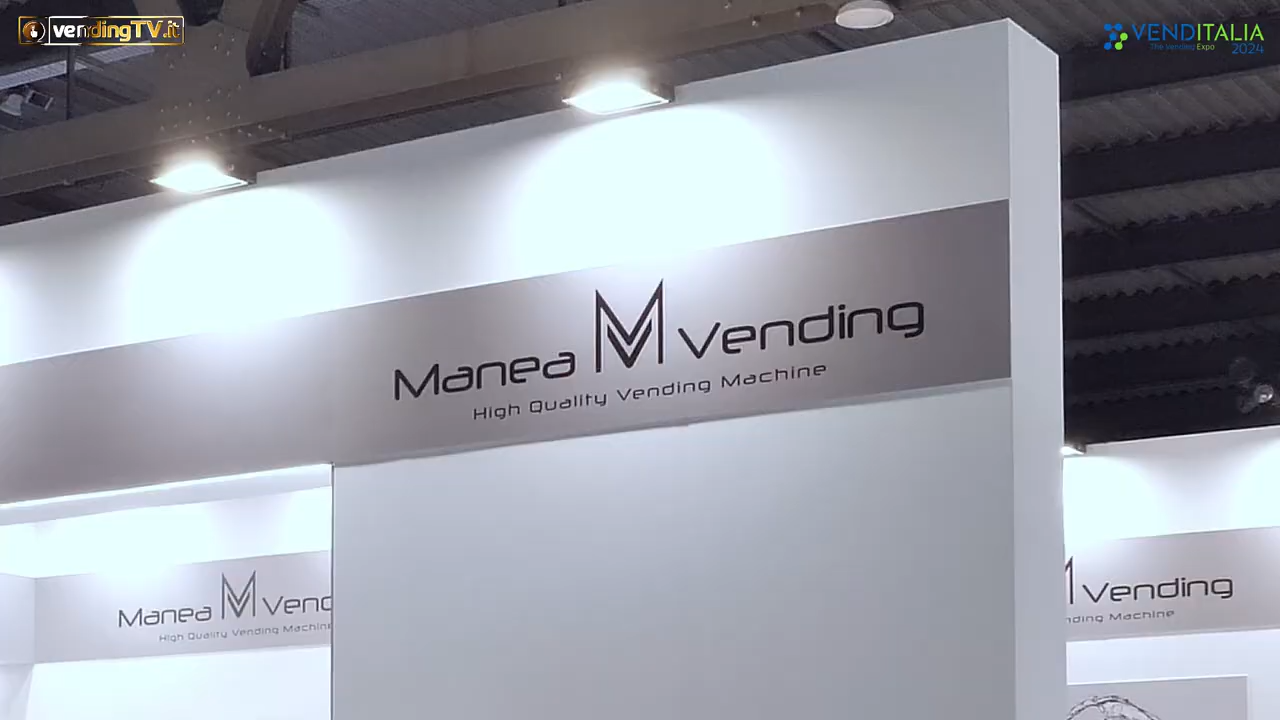 vendingTV.it
VENDITALIA
The Vending Expo 2024
Manea Vending
High Quality Vending Machine
Manea Vend
High Quality Vending Machine
Vending
nding Machine